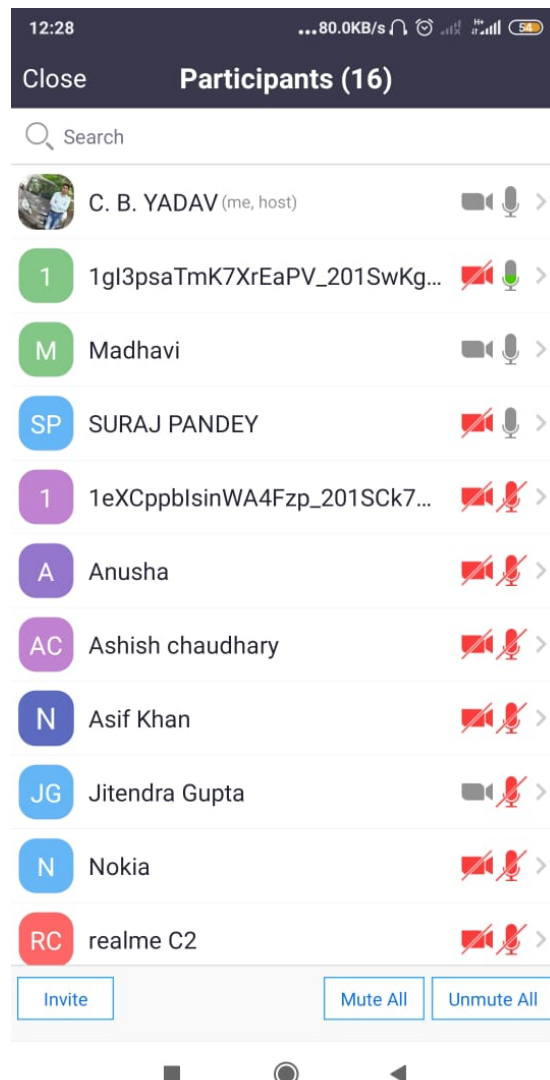 12:28 ...80.0KB/s H+ 54
Close Participants (16)
Search
C. B. YADAV (me, host)
1 1gI3psaTmK7XrEaPV_201SwKg...
M Madhavi
SP SURAJ PANDEY
1 1eXCppbIsinWA4Fzp_201SCk7...
A Anusha
AC Ashish chaudhary
N Asif Khan
JG Jitendra Gupta
N Nokia
RC realme C2
Invite Mute All Unmute All